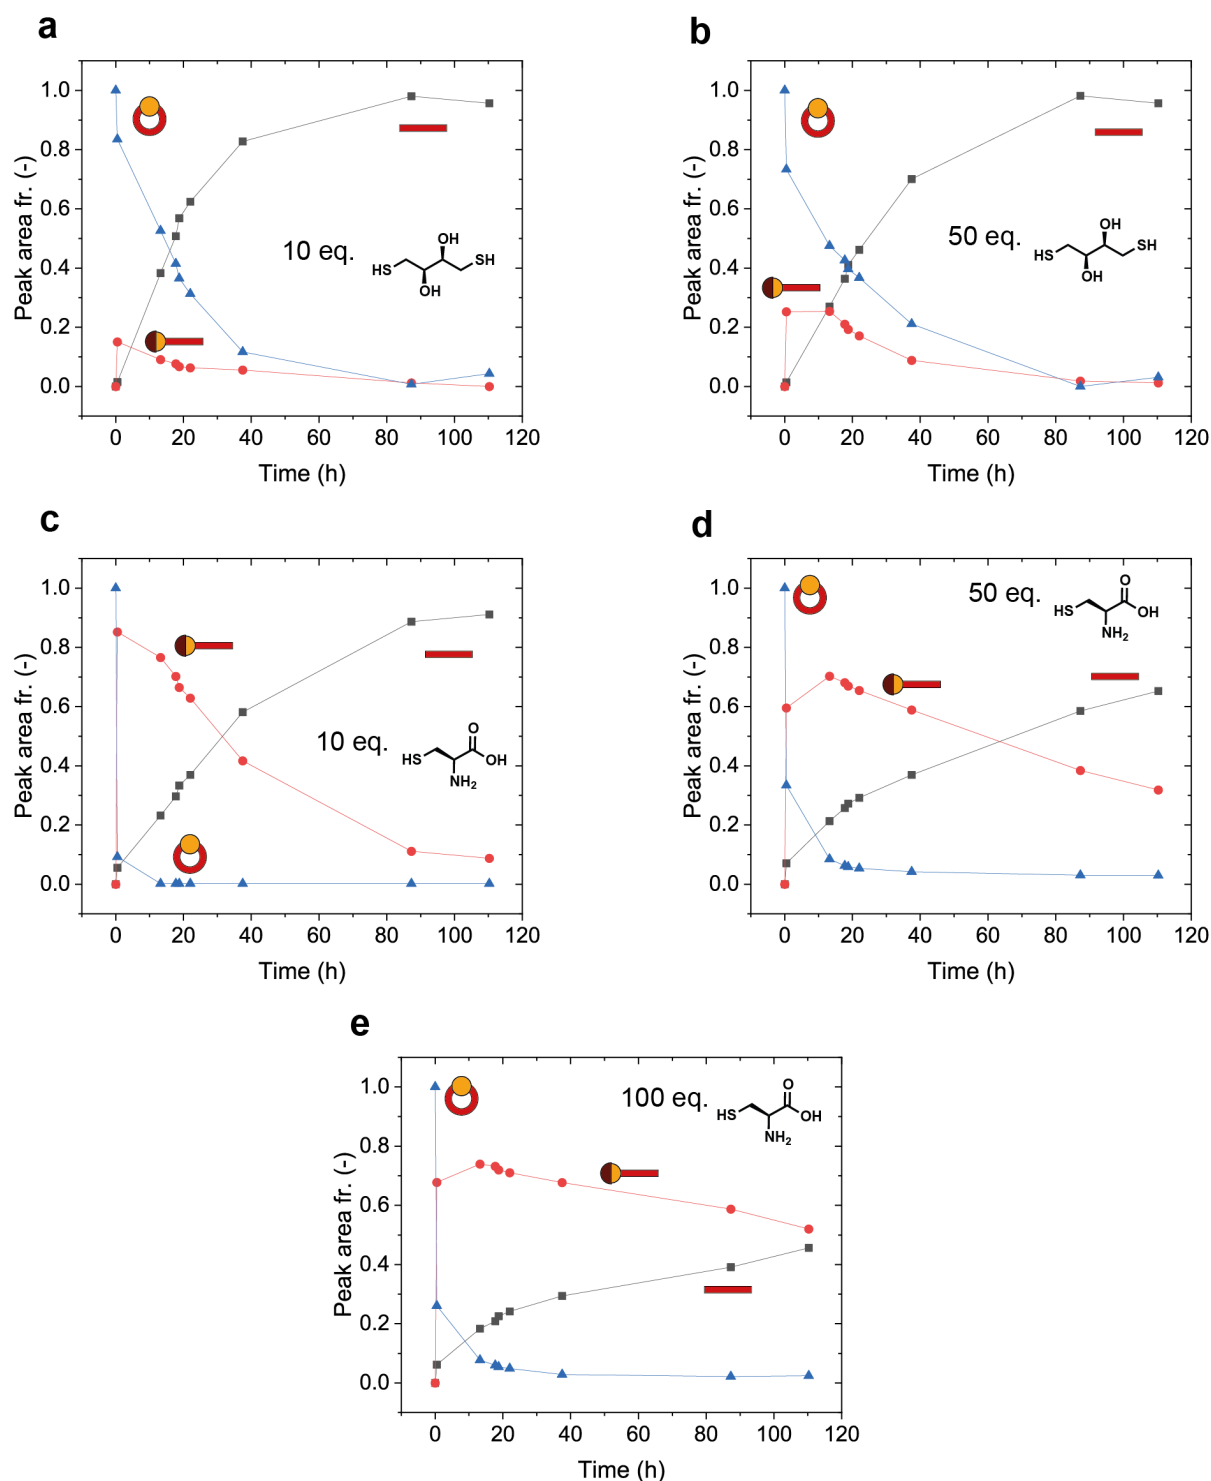 a
1.0
0.8
0.6
0.4
0.2
0.0
Peak area fr. (-)
10 eq.
OH
HS
SH
OH
0 20 40 60 80 100 120
Time (h)
b
1.0
0.8
0.6
0.4
0.2
0.0
Peak area fr. (-)
50 eq.
OH
HS
SH
OH
0 20 40 60 80 100 120
Time (h)
c
1.0
0.8
0.6
0.4
0.2
0.0
Peak area fr. (-)
10 eq.
O
HS
OH
NH2
0 20 40 60 80 100 120
Time (h)
d
1.0
0.8
0.6
0.4
0.2
0.0
Peak area fr. (-)
50 eq.
O
HS
OH
NH2
0 20 40 60 80 100 120
Time (h)
e
1.0
0.8
0.6
0.4
0.2
0.0
Peak area fr. (-)
100 eq.
O
HS
OH
NH2
0 20 40 60 80 100 120
Time (h)